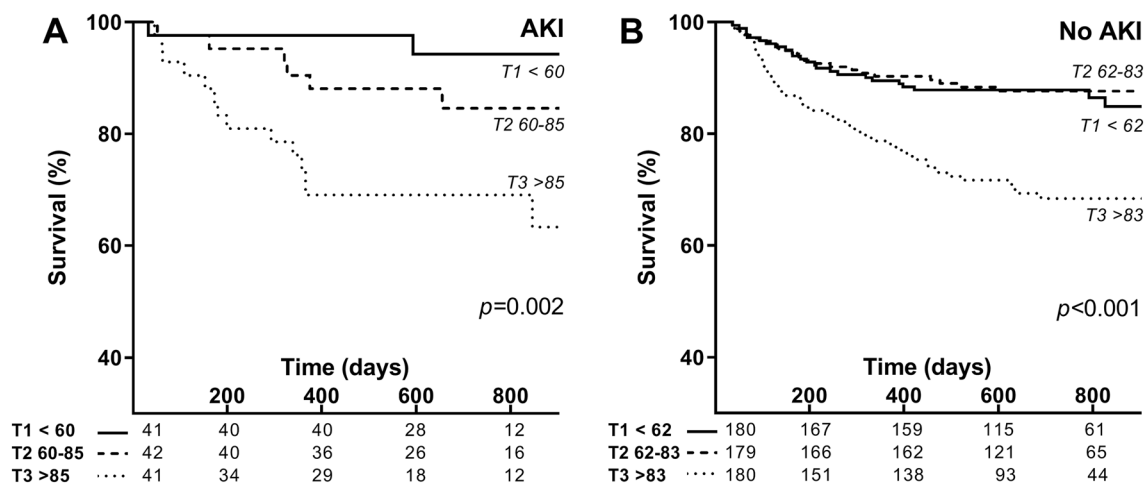 A
AKI
100
80
60
40
Survival (%)
T1 < 60
T2 60-85
T3 >85
p=0.002
Time (days)
200 400 600 800
T1 < 60 41 40 40 28 12
T2 60-85 42 40 36 26 16
T3 >85 41 34 29 18 12
B
No AKI
100
80
60
40
Survival (%)
T2 62-83
T1 < 62
T3 >83
p<0.001
Time (days)
200 400 600 800
T1 < 62 180 167 159 115 61
T2 62-83 179 166 162 121 65
T3 >83 180 151 138 93 44